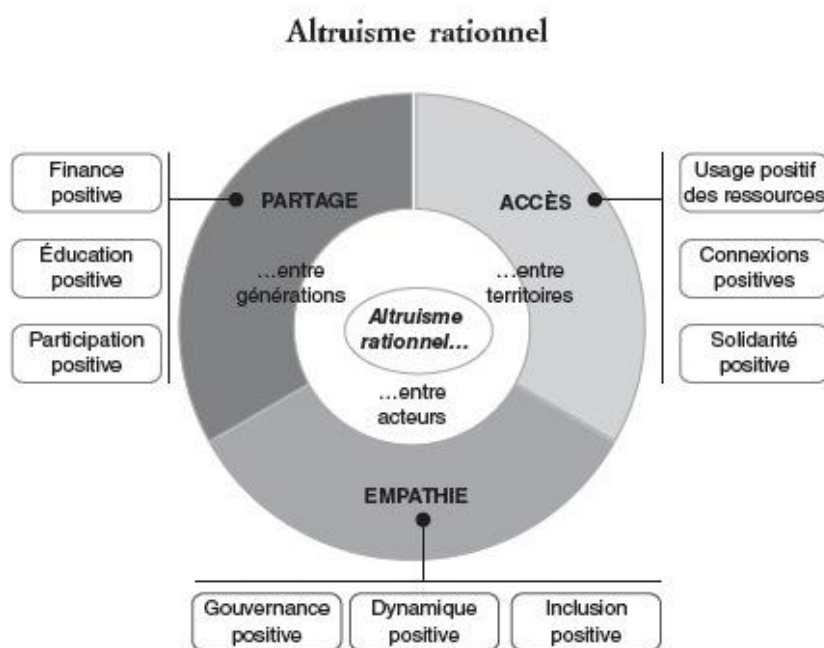 Altruisme rationnel
Finance
positive
Éducation
positive
Participation
positive
PARTAGE
...entre
générations
ACCÈS
...entre
territoires
Usage positif
des ressources
Connexions
positives
Solidarité
positive
Altruisme
rationnel...
...entre
acteurs
EMPATHIE
Gouvernance
positive
Dynamique
positive
Inclusion
positive